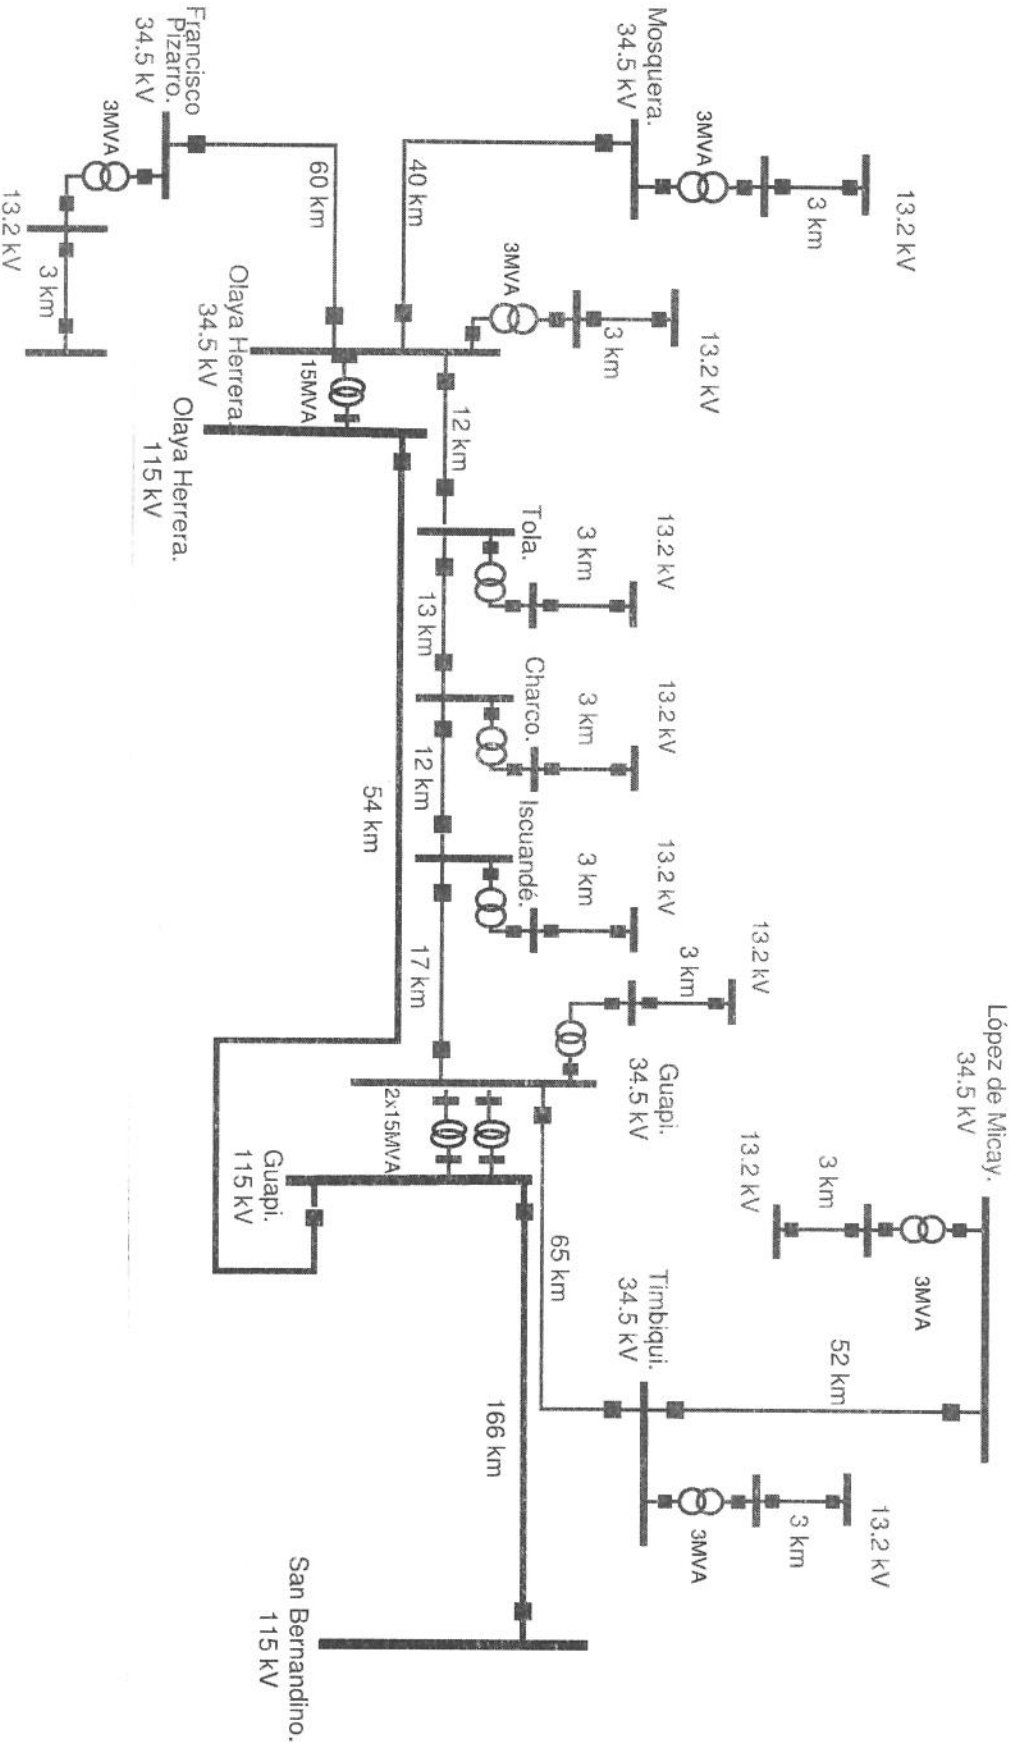 Francisco
Pizarro.
34.5 kV
3MVA
13.2 kV
3 km
60 km
Mosquera.
34.5 kV
3MVA
3 km
13.2 kV
40 km
3MVA
3 km
13.2 kV
Olaya Herrera.
34.5 kV
15MVA
Olaya Herrera.
115 kV
12 km
Tola.
3 km
13.2 kV
13 km
Charco.
3 km
13.2 kV
12 km
Iscuandé.
3 km
13.2 kV
17 km
54 km
13.2 kV
3 km
Guapi.
34.5 kV
2x15MVA
Guapi.
115 kV
López de Micay.
34.5 kV
13.2 kV
3 km
3MVA
65 km
Timbiqui.
34.5 kV
52 km
3MVA
3 km
13.2 kV
166 km
San Bernandino.
115 kV